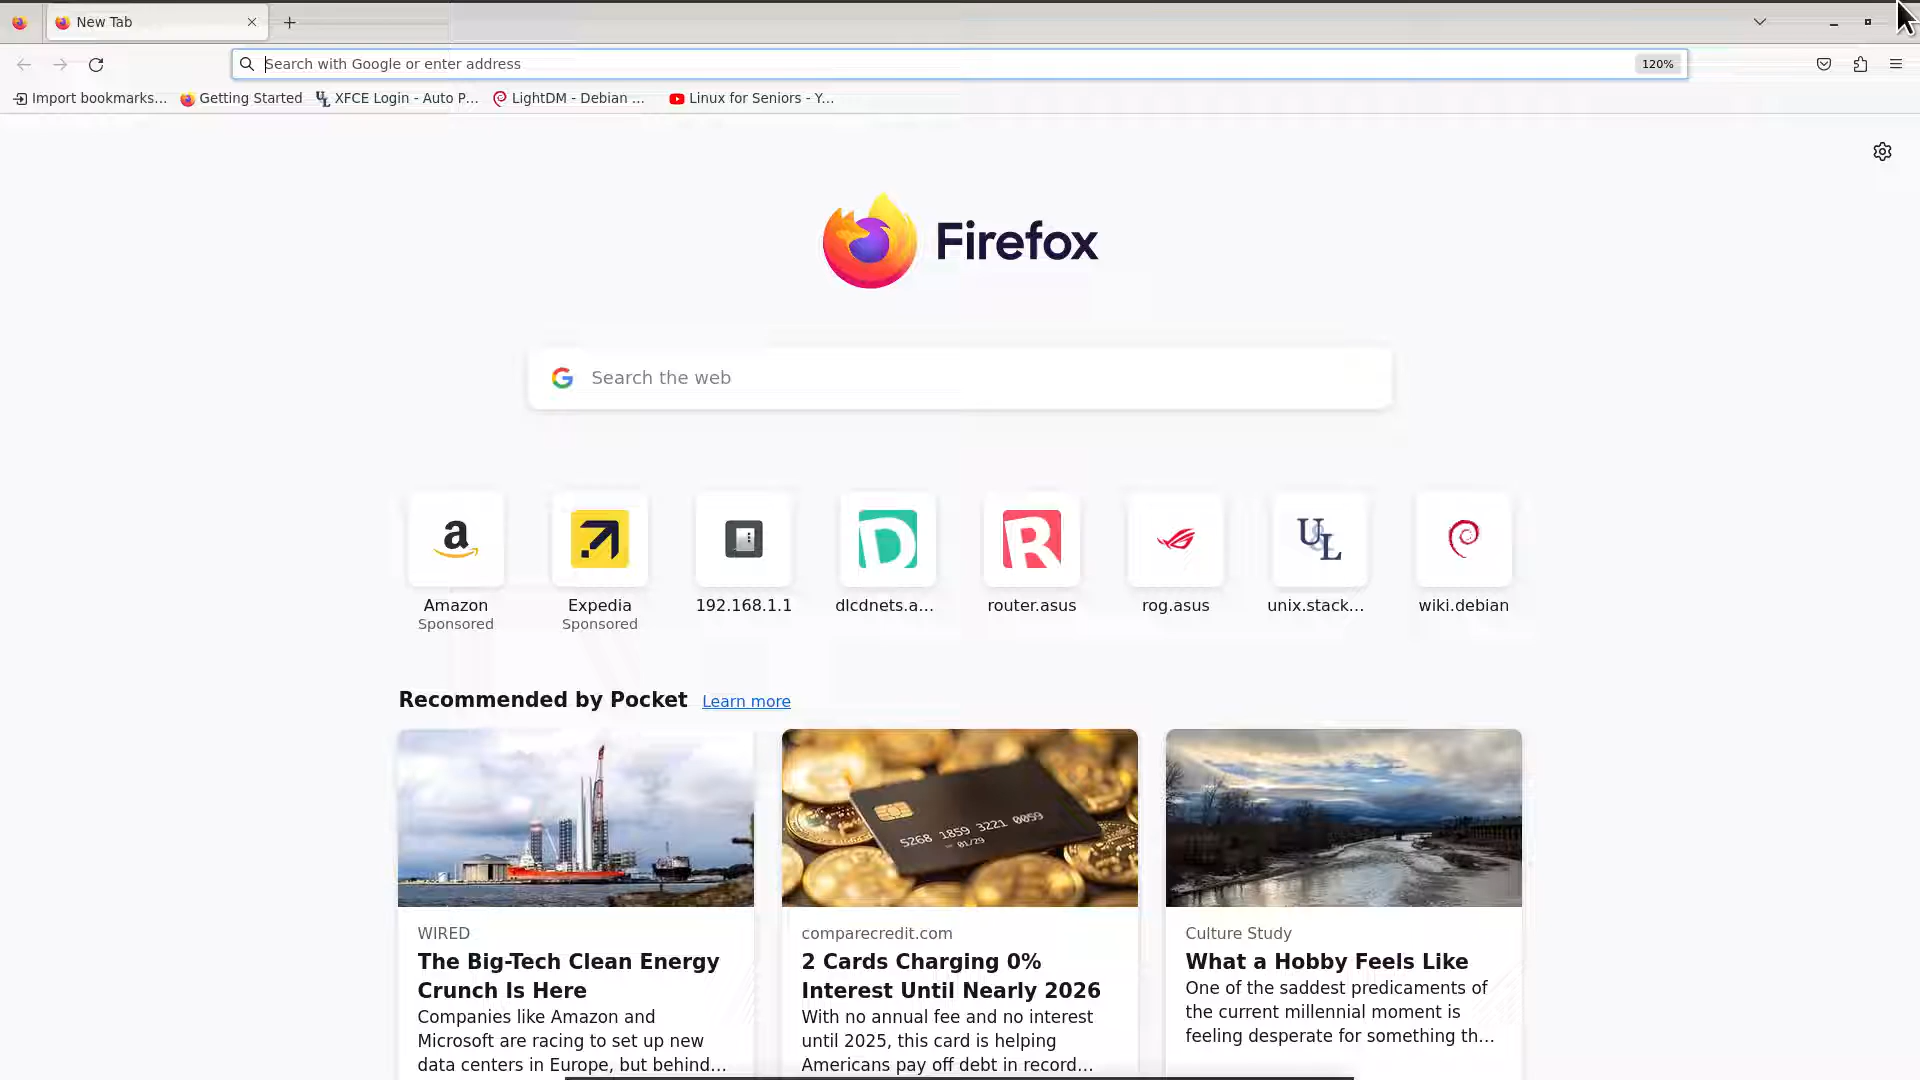 New Tab
Search with Google or enter address
120%
Import bookmarks...
Getting Started
XFCE Login - Auto P...
LightDM - Debian ...
Linux for Seniors - Y...
Firefox
Search the web
a
D
R
U&L
Amazon
Sponsored
Expedia
Sponsored
192.168.1.1
dlcdnets.a...
router.asus
rog.asus
unix.stack...
wiki.debian
Recommended by Pocket
Learn more
5268 1859 3221 0059
01/29
WIRED
The Big-Tech Clean Energy
Crunch Is Here
Companies like Amazon and
Microsoft are racing to set up new
data centers in Europe, but behind...
comparecredit.com
2 Cards Charging 0%
Interest Until Nearly 2026
With no annual fee and no interest
until 2025, this card is helping
Americans pay off debt in record...
Culture Study
What a Hobby Feels Like
One of the saddest predicaments of
the current millennial moment is
feeling desperate for something th...